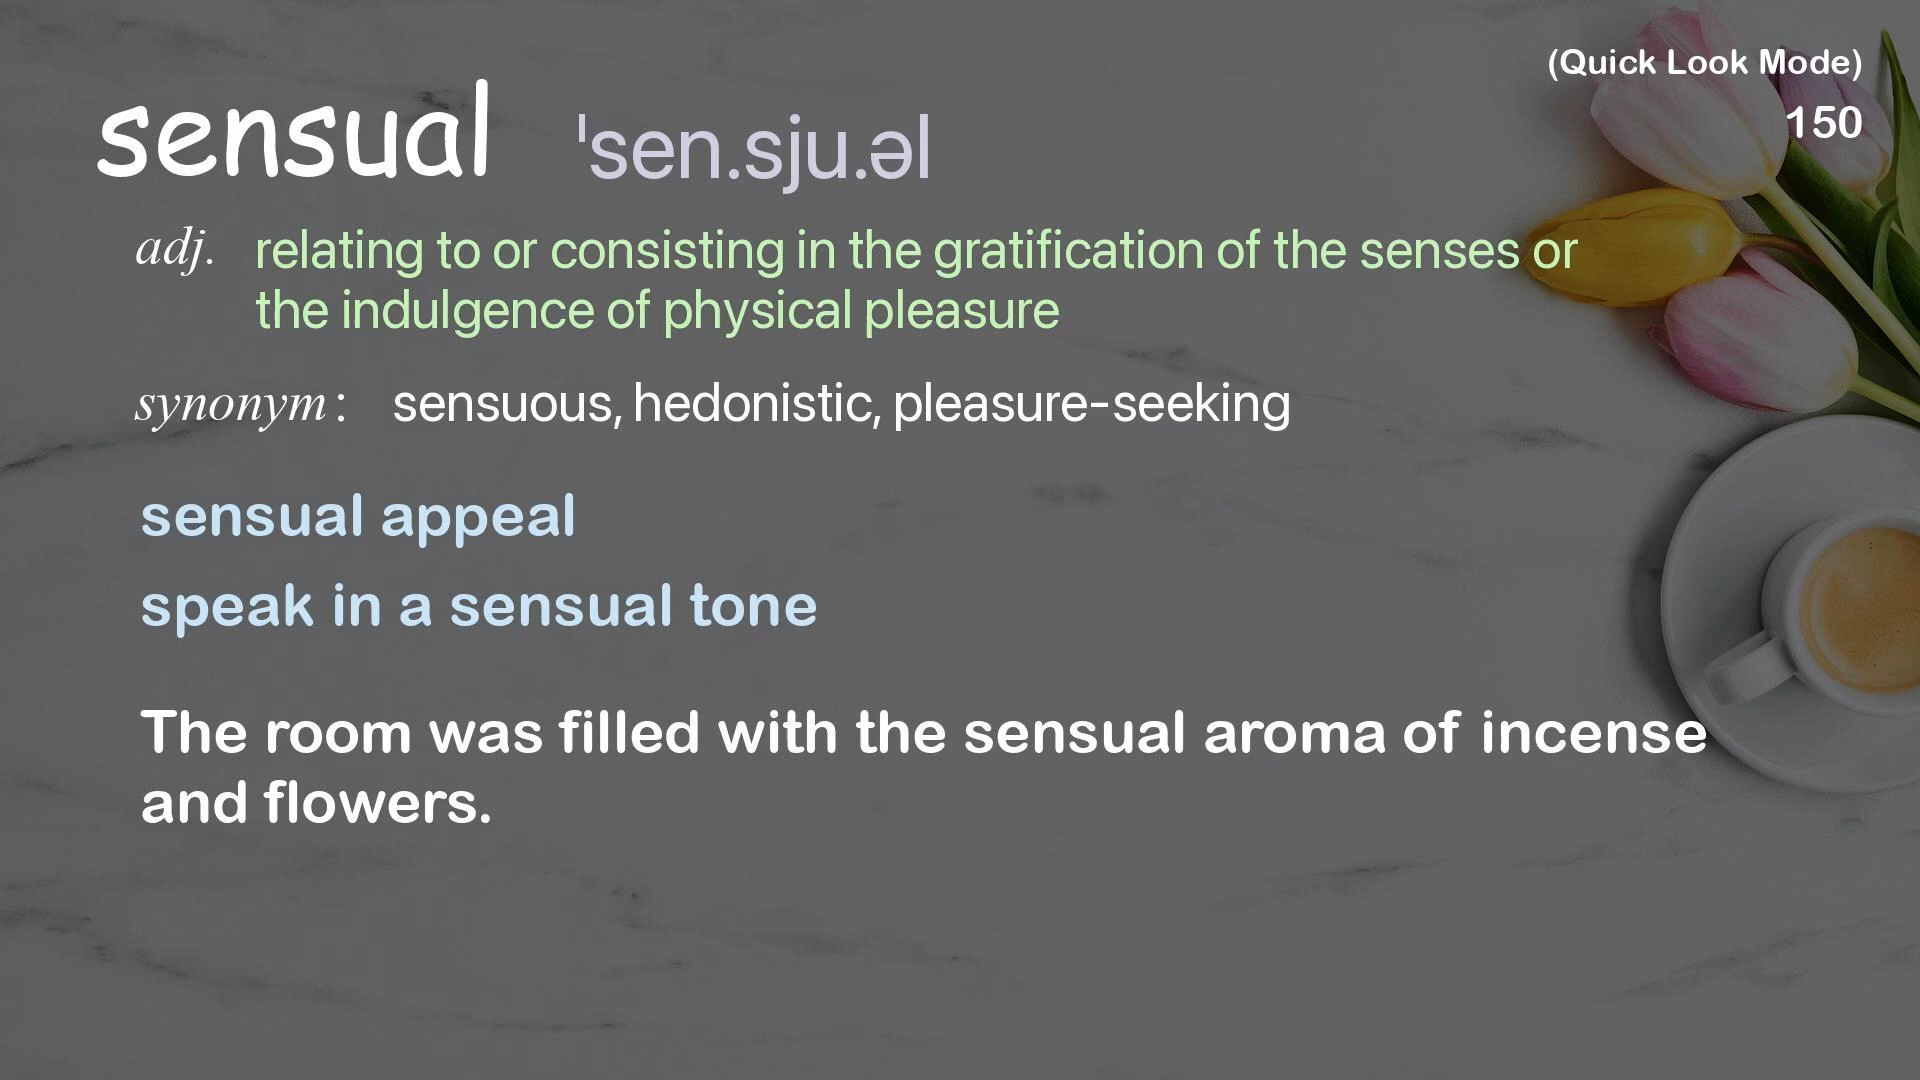 (Quick Look Mode)
150
sensual ˈsen.sju.əl
adj. relating to or consisting in the gratification of the senses or
the indulgence of physical pleasure
synonym: sensuous, hedonistic, pleasure-seeking
sensual appeal
speak in a sensual tone
The room was filled with the sensual aroma of incense
and flowers.